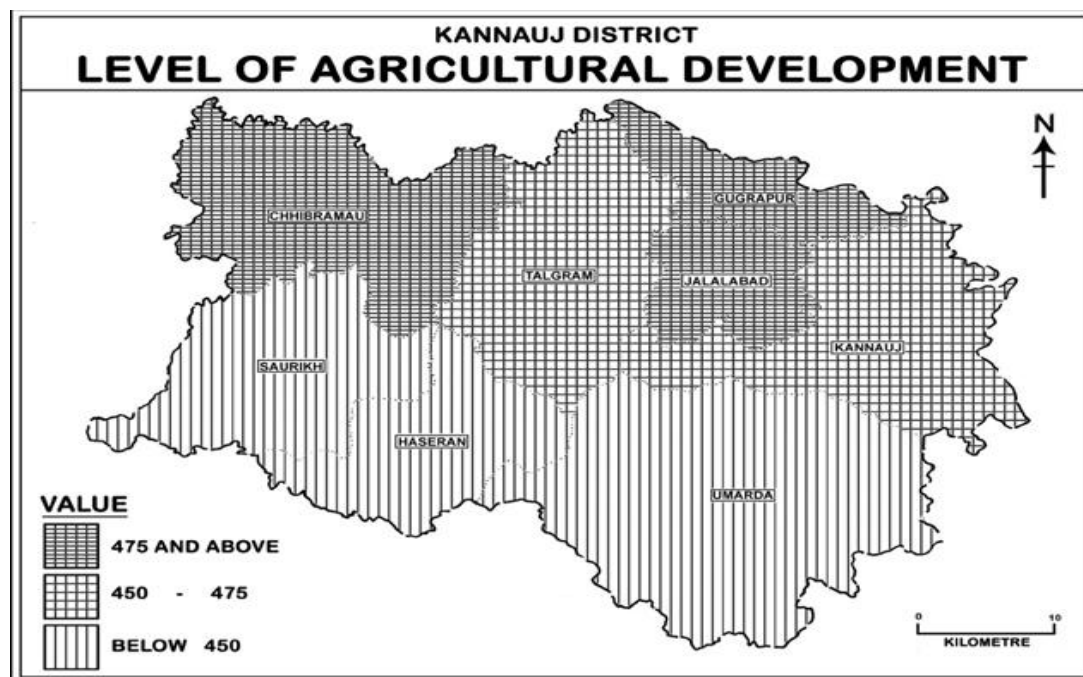 KANNAUJ DISTRICT
LEVEL OF AGRICULTURAL DEVELOPMENT
N
GUGRAPUR
CHHIBRAMAU
TALGRAM
JALALABAD
KANNAUJ
SAURIKH
HASERAN
UMARDA
VALUE
475 AND ABOVE
450 - 475
BELOW 450
0 10
KILOMETRE